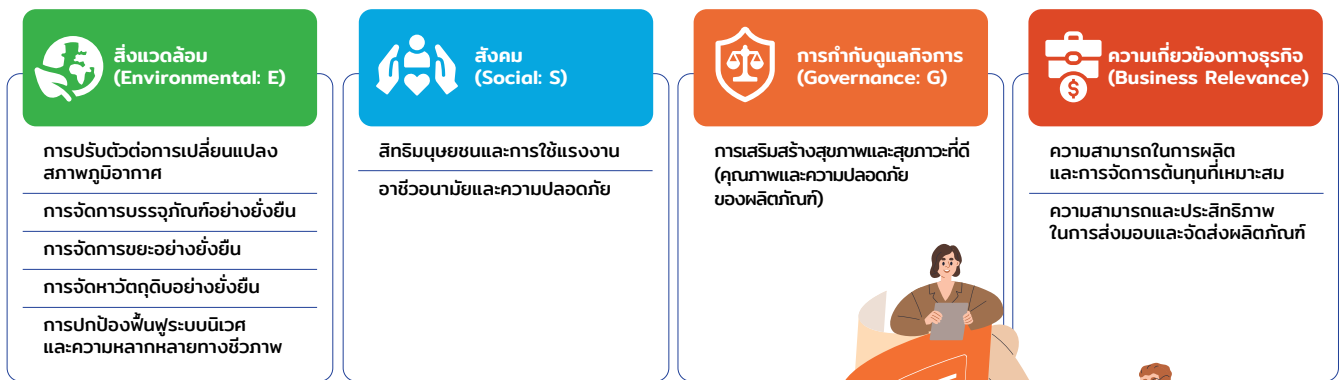 สิ่งแวดล้อม
(Environmental: E)
การปรับตัวต่อการเปลี่ยนแปลง
สภาพภูมิอากาศ
การจัดการบรรจุภัณฑ์อย่างยั่งยืน
การจัดการขยะอย่างยั่งยืน
การจัดหาวัตถุดิบอย่างยั่งยืน
การปกป้องฟื้นฟูระบบนิเวศ
และความหลากหลายทางชีวภาพ
สังคม
(Social: S)
สิทธิมนุษยชนและการใช้แรงงาน
อาชีวอนามัยและความปลอดภัย
การกำกับดูแลกิจการ
(Governance: G)
การเสริมสร้างสุขภาพและสุขภาวะที่ดี
(คุณภาพและความปลอดภัย
ของผลิตภัณฑ์)
ความเกี่ยวข้องทางธุรกิจ
(Business Relevance)
ความสามารถในการผลิต
และการจัดการต้นทุนที่เหมาะสม
ความสามารถและประสิทธิภาพ
ในการส่งมอบและจัดส่งผลิตภัณฑ์